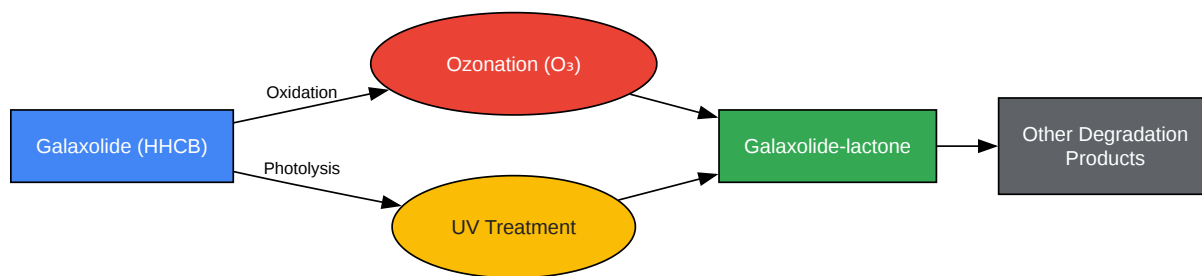 Ozonation (O₃)
Oxidation
Galaxolide (HHCB)
Photolysis
UV Treatment
Galaxolide-lactone
Other Degradation
Products